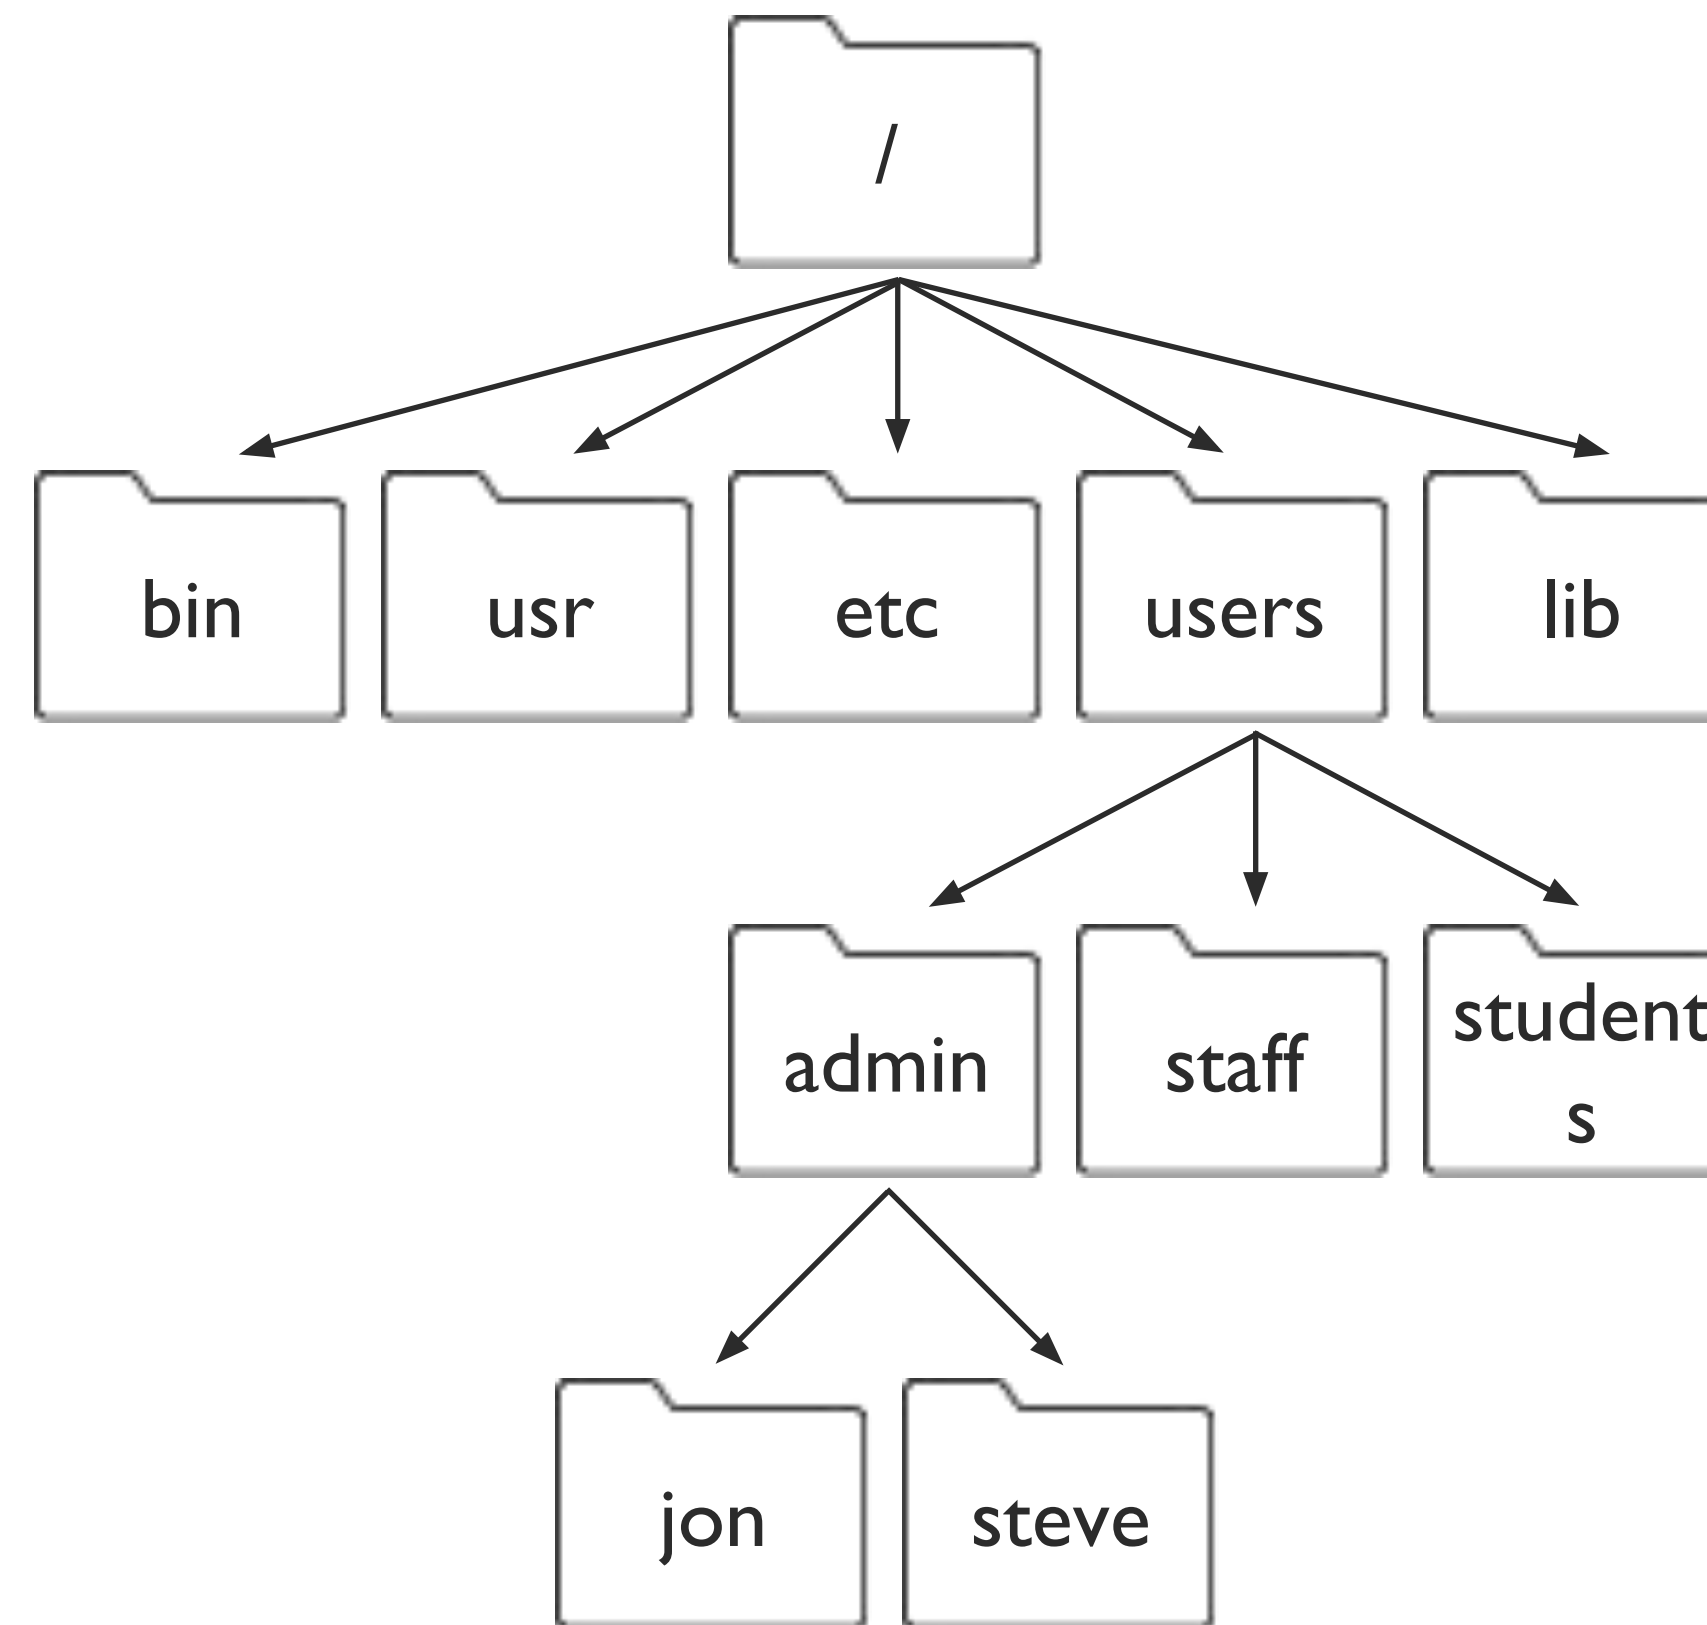 /
bin
usr
etc
users
lib
admin
staff
student
s
jon
steve